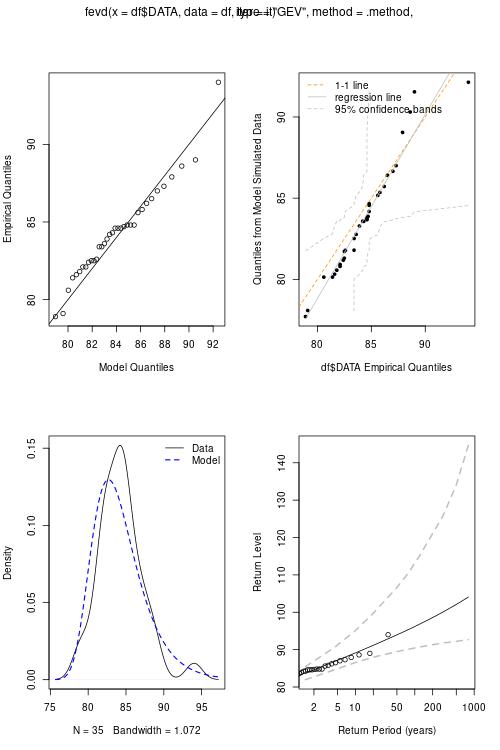 fevd(x = df$DATA, data = df, type = "GEV", method = .method,
90
85
80
80 82 84 86 88 90 92
Model Quantiles
Empirical Quantiles
1-1 line
regression line
95% confidence bands
90
85
80
80 85 90
df$DATA Empirical Quantiles
Quantiles from Model Simulated Data
Data
Model
0.15
0.10
0.05
0.00
75 80 85 90 95
N = 35 Bandwidth = 1.072
Density
140
130
120
110
100
90
80
2 5 10 50 200 1000
Return Period (years)
Return Level